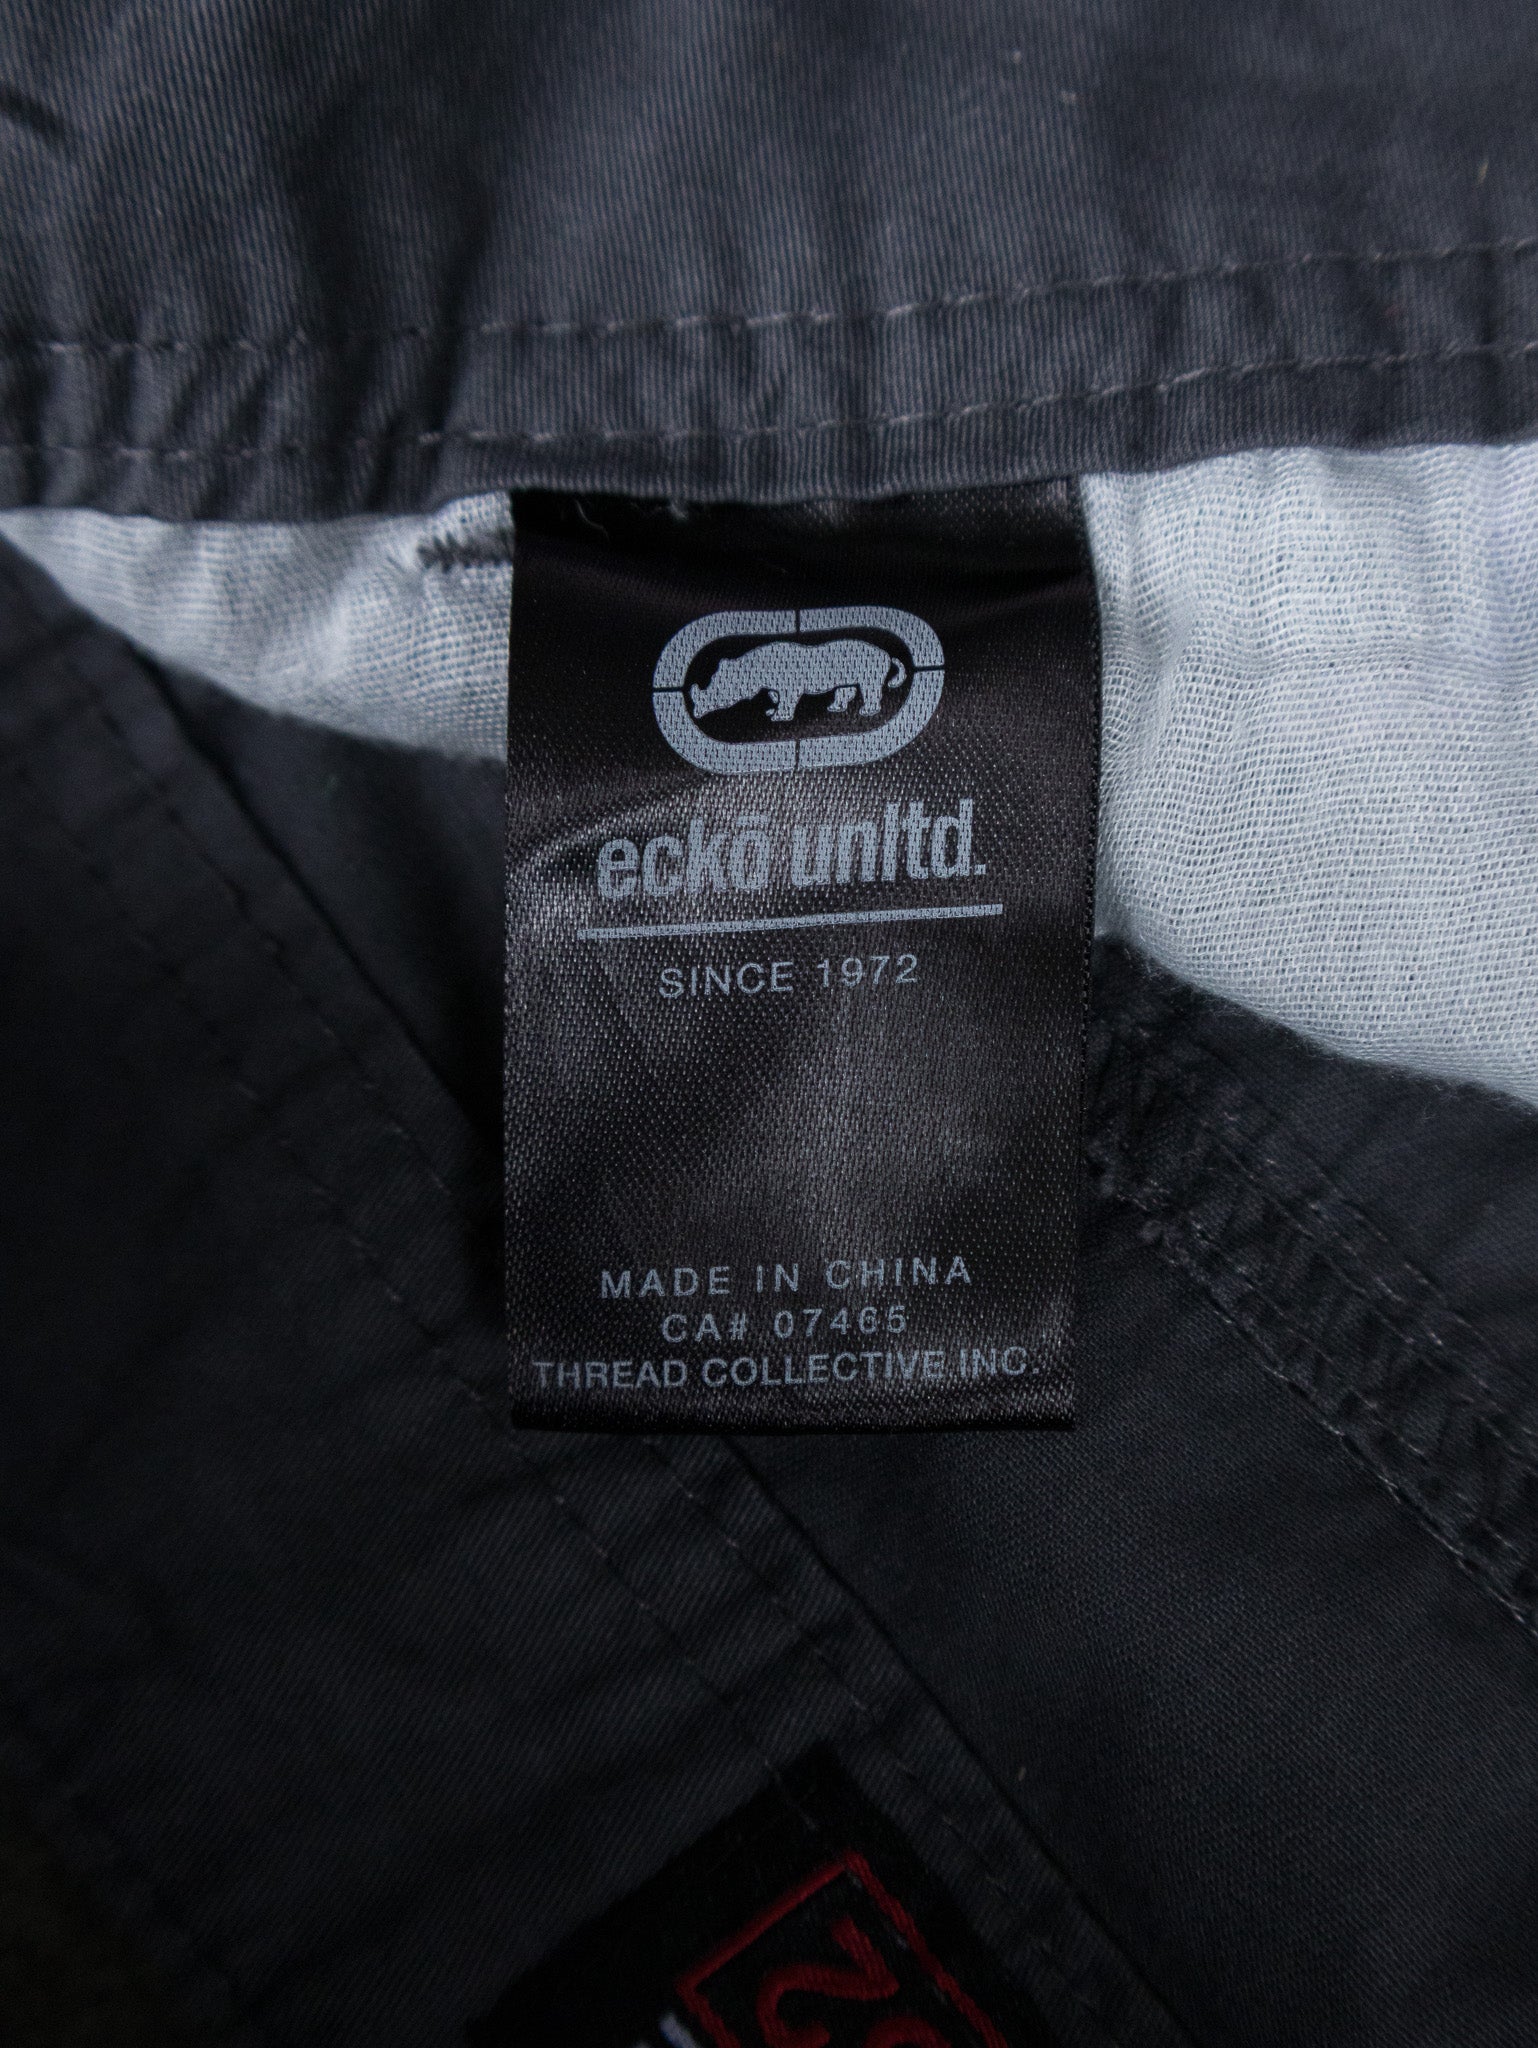 eckō unltd.
SINCE 1972
MADE IN CHINA
CA# 07465
THREAD COLLECTIVE INC.